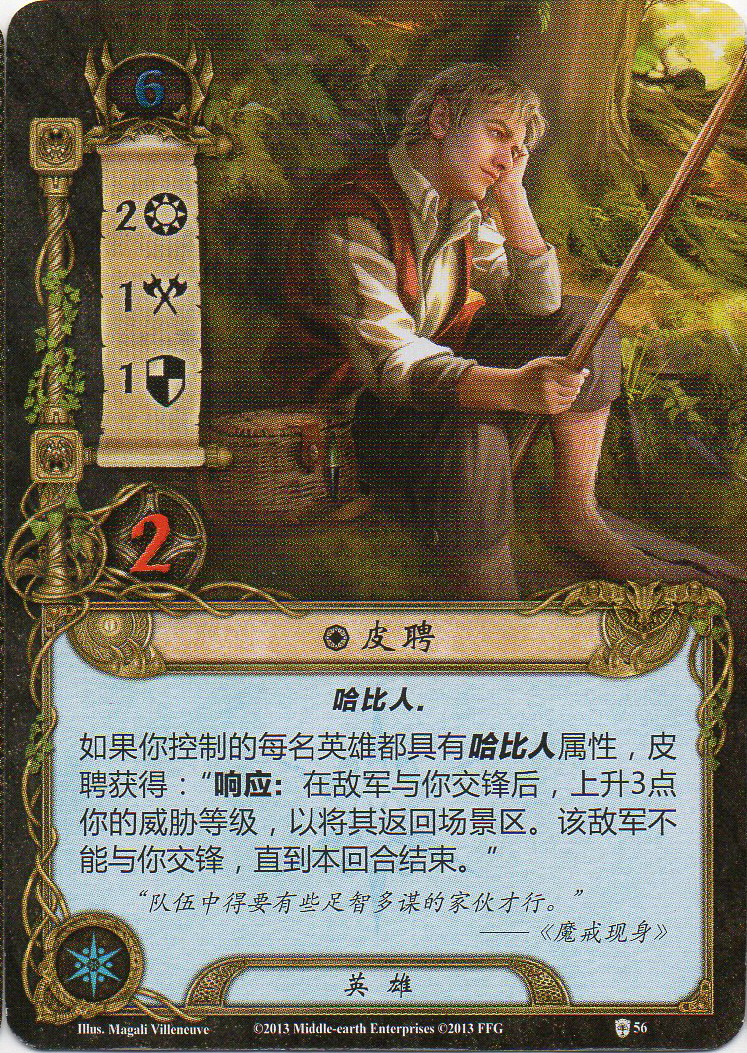 6
2
1
1
2
皮聘
哈比人.
如果你控制的每名英雄都具有哈比人属性，皮
聘获得：“响应：在敌军与你交锋后，上升3点
你的威胁等级，以将其返回场景区。该敌军不
能与你交锋，直到本回合结束。”
“队伍中得要有些足智多谋的家伙才行。”
——《魔戒现身》
英 雄
Illus. Magali Villeneuve ©2013 Middle-earth Enterprises ©2013 FFG 56